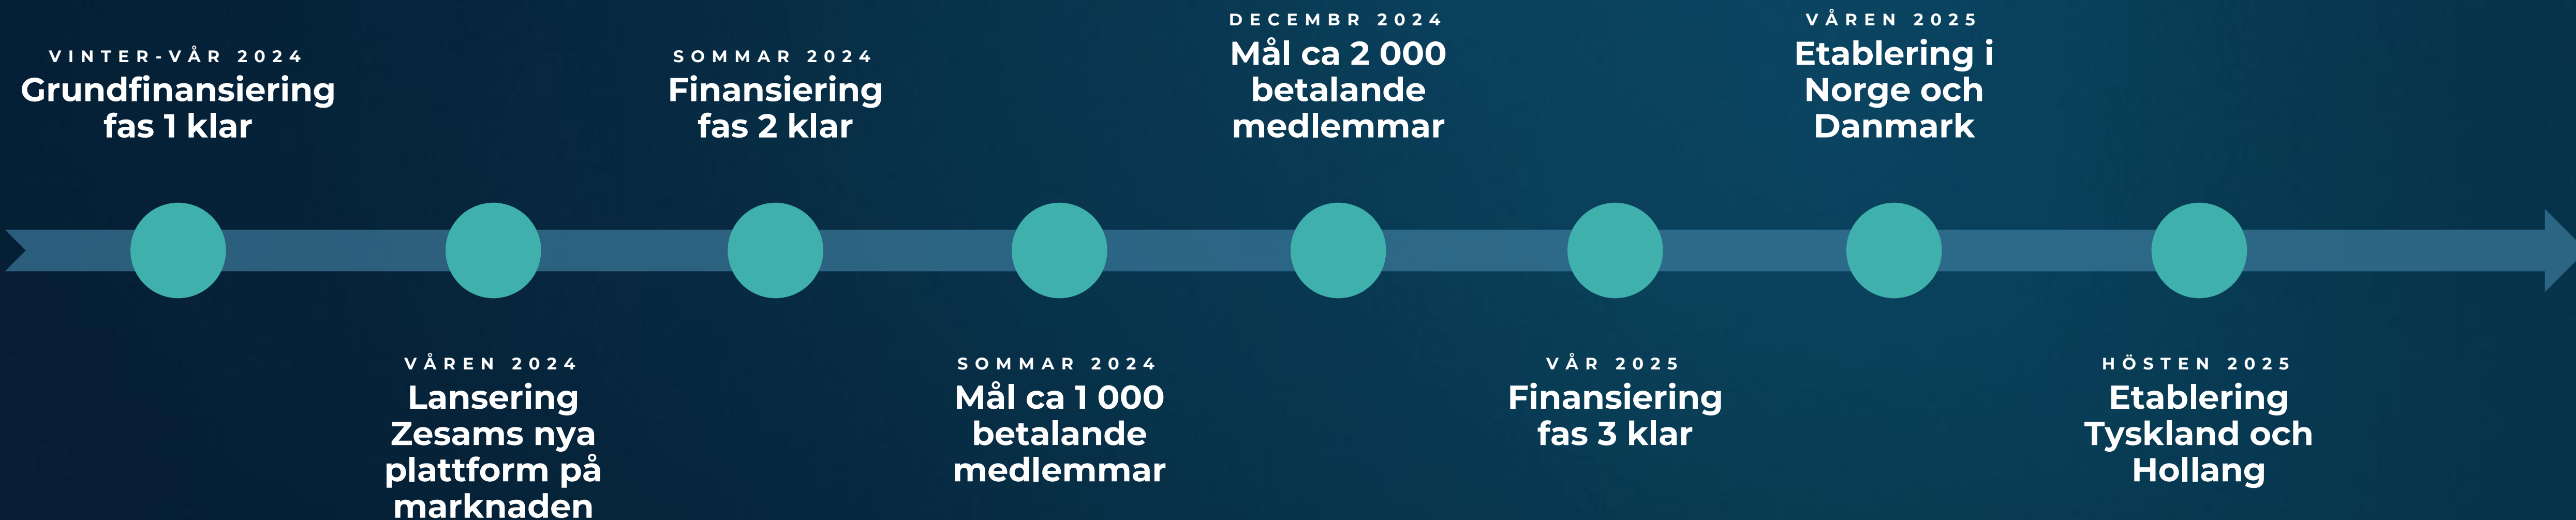 VINTER-VÅR 2024
Grundfinansiering
fas 1 klar
VÅREN 2024
Lansering
Zesams nya
plattform på
marknaden
SOMMAR 2024
Finansiering
fas 2 klar
SOMMAR 2024
Mål ca 1 000
betalande
medlemmar
DECEMBR 2024
Mål ca 2 000
betalande
medlemmar
VÅR 2025
Finansiering
fas 3 klar
VÅREN 2025
Etablering i
Norge och
Danmark
HÖSTEN 2025
Etablering
Tyskland och
Hollang